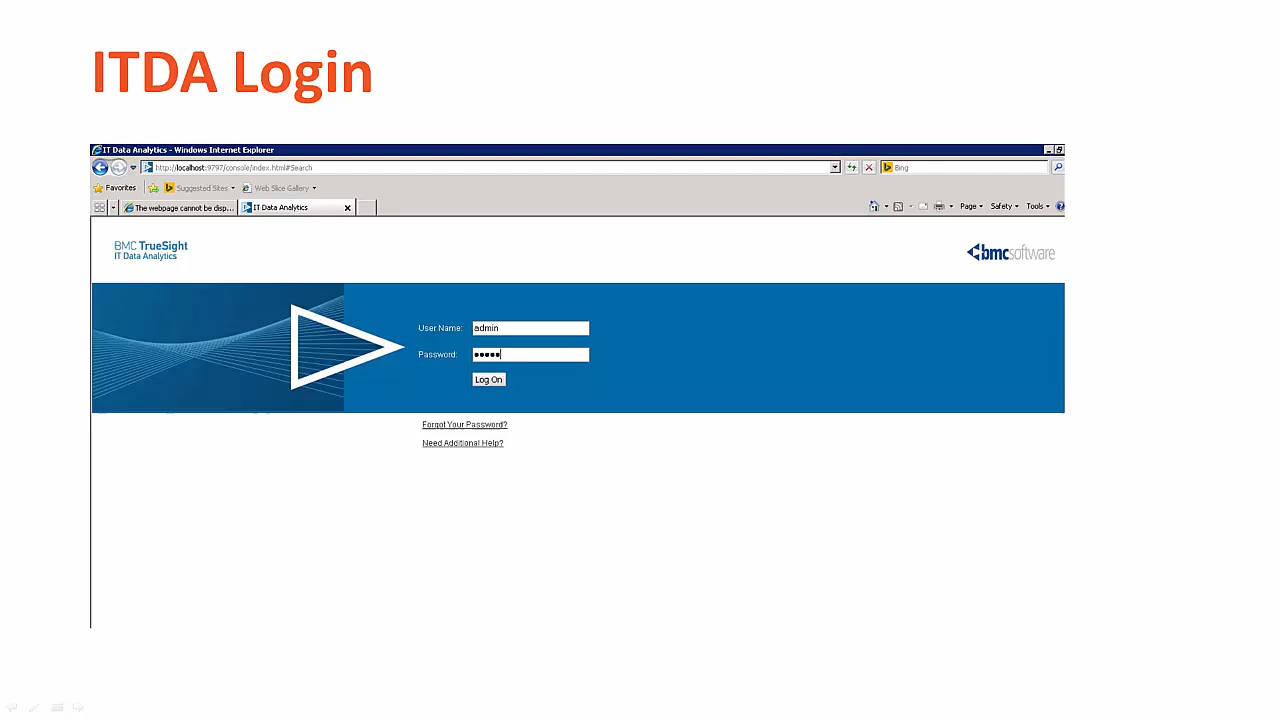 ITDA Login
IT Data Analytics - Windows Internet Explorer
http://localhost:9797/console/index.html#Search
Bing
Favorites
Suggested Sites
Web Slice Gallery
The webpage cannot be disp...
IT Data Analytics
Page
Safety
Tools
BMC TrueSight
IT Data Analytics
bmcsoftware
User Name: admin
Password: •••••
Log On
Forgot Your Password?
Need Additional Help?